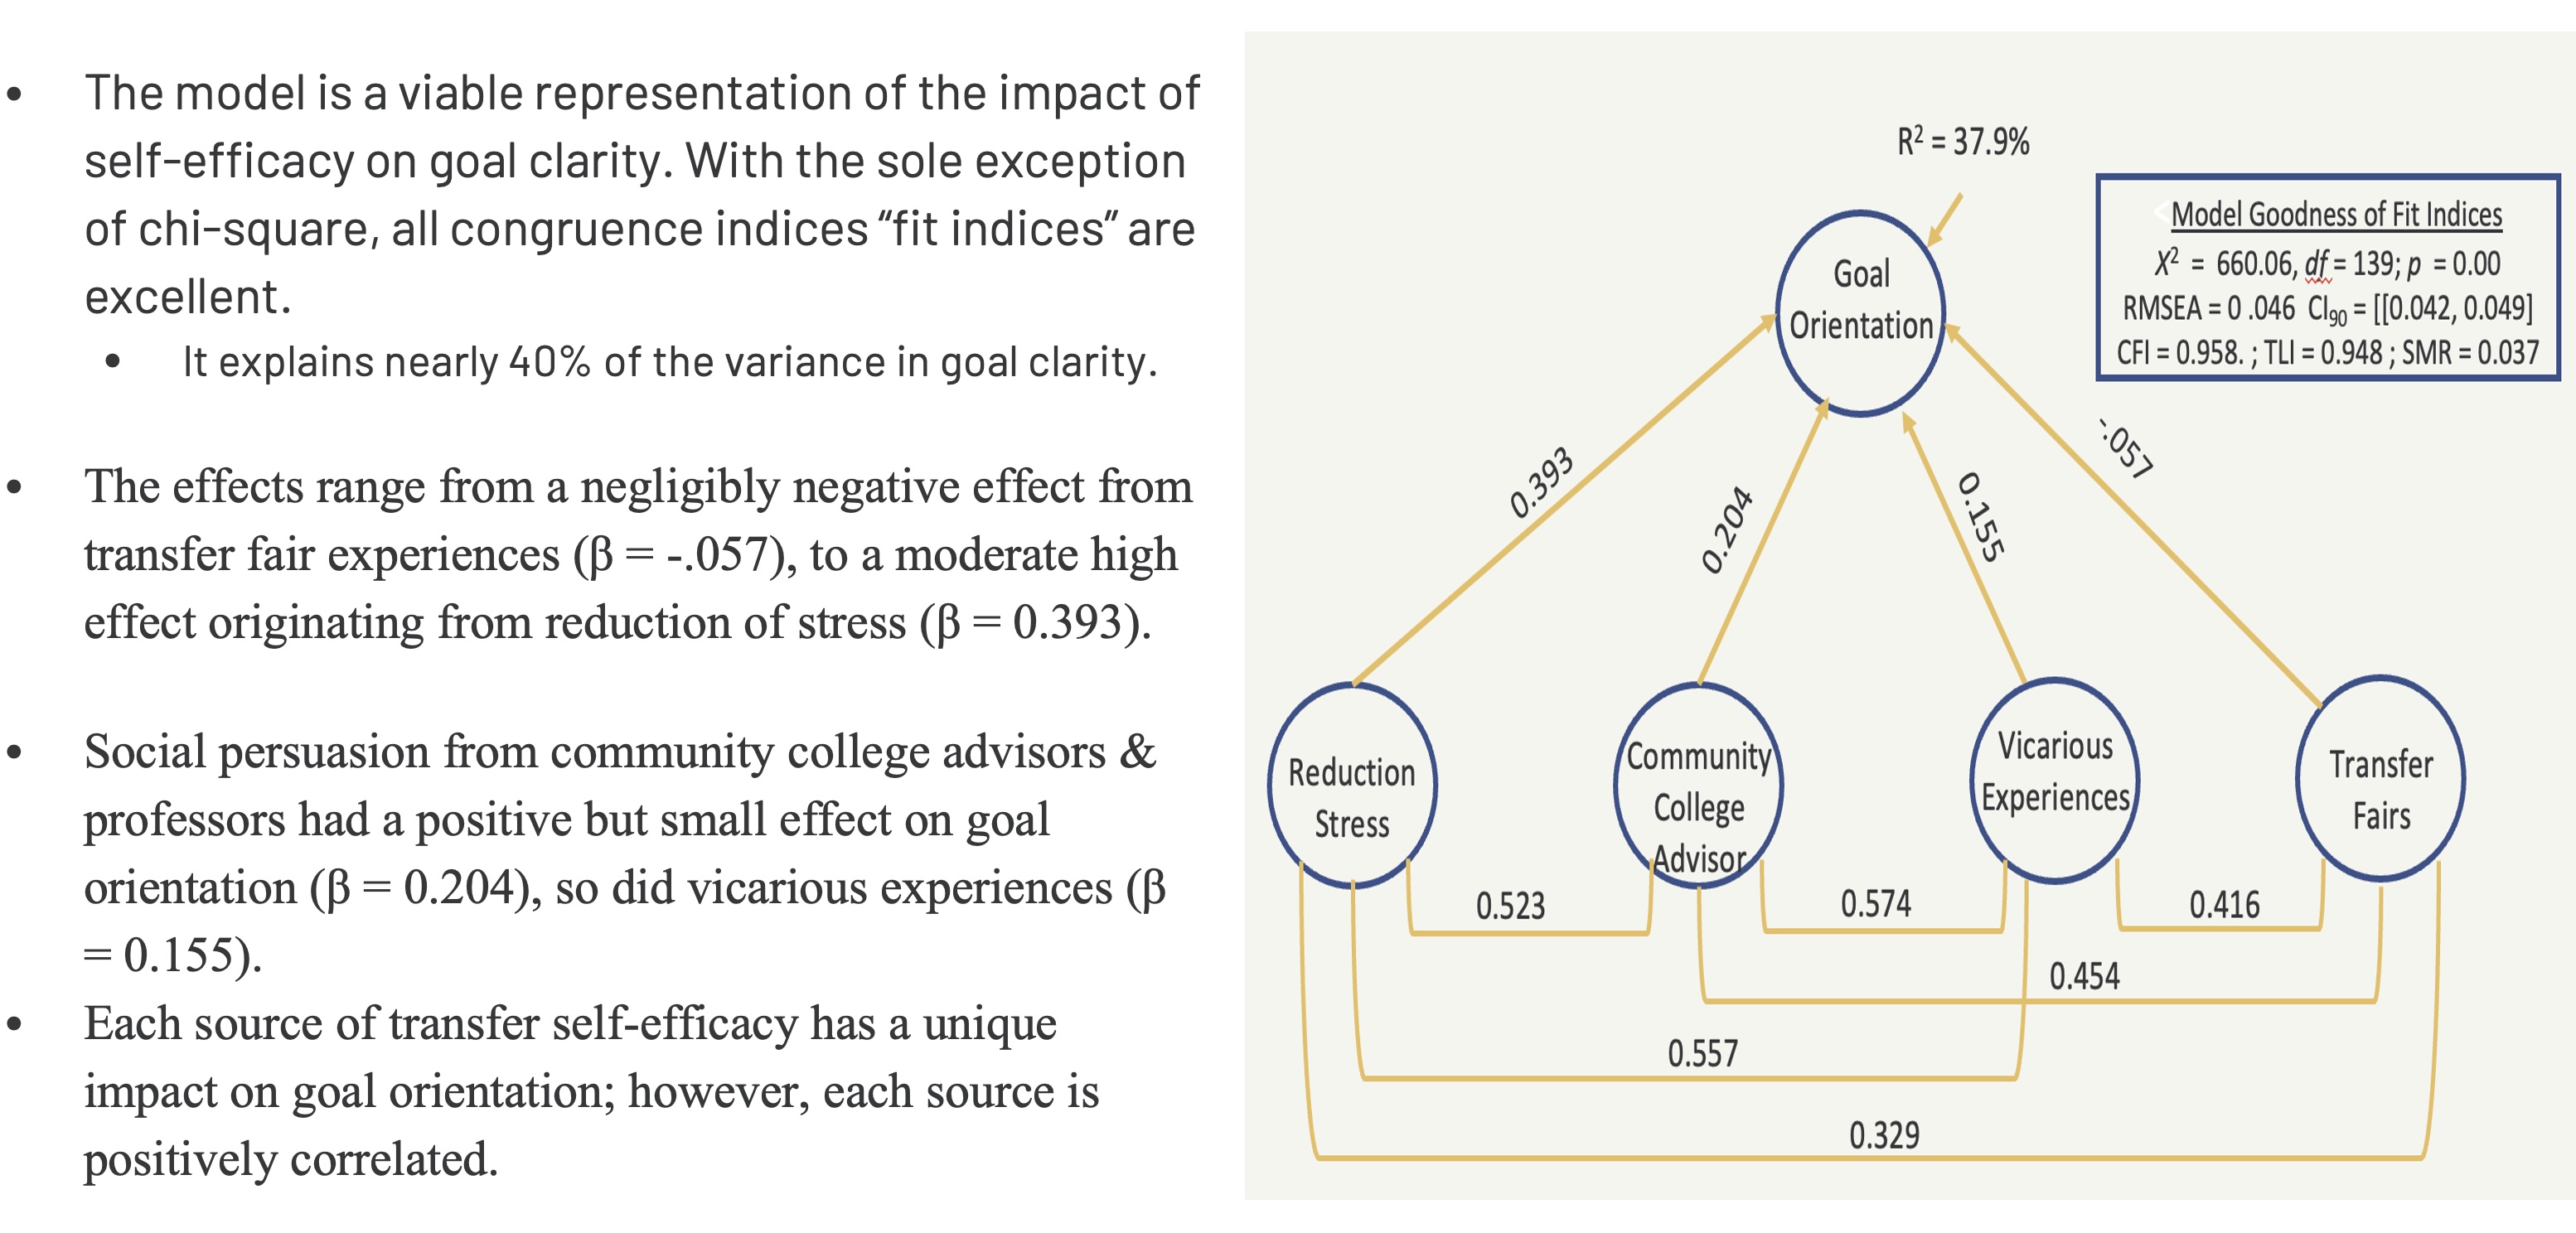 • The model is a viable representation of the impact of
self-efficacy on goal clarity. With the sole exception
of chi-square, all congruence indices “fit indices” are
excellent.
• It explains nearly 40% of the variance in goal clarity.
• The effects range from a negligibly negative effect from
transfer fair experiences (β = -.057), to a moderate high
effect originating from reduction of stress (β = 0.393).
• Social persuasion from community college advisors &
professors had a positive but small effect on goal
orientation (β = 0.204), so did vicarious experiences (β
= 0.155).
• Each source of transfer self-efficacy has a unique
impact on goal orientation; however, each source is
positively correlated.
R² = 37.9%
Model Goodness of Fit Indices
X² = 660.06, df = 139; p = 0.00
RMSEA = 0 .046 CI₉₀ = [[0.042, 0.049]
CFI = 0.958. ; TLI = 0.948 ; SMR = 0.037
Goal
Orientation
0.393
0.204
0.155
-.057
Reduction
Stress
Community
College
Advisor
Vicarious
Experiences
Transfer
Fairs
0.523
0.574
0.416
0.454
0.557
0.329